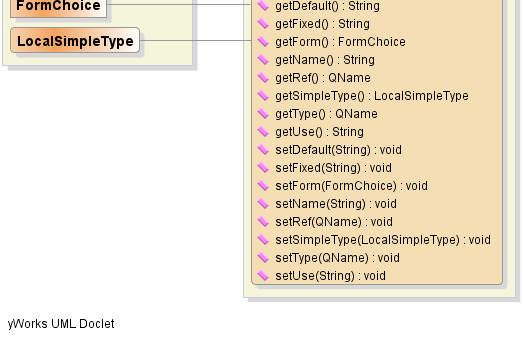 FormChoice
LocalSimpleType
getDefault() : String
getFixed() : String
getForm() : FormChoice
getName() : String
getRef() : QName
getSimpleType() : LocalSimpleType
getType() : QName
getUse() : String
setDefault(String) : void
setFixed(String) : void
setForm(FormChoice) : void
setName(String) : void
setRef(QName) : void
setSimpleType(LocalSimpleType) : void
setType(QName) : void
setUse(String) : void
yWorks UML Doclet